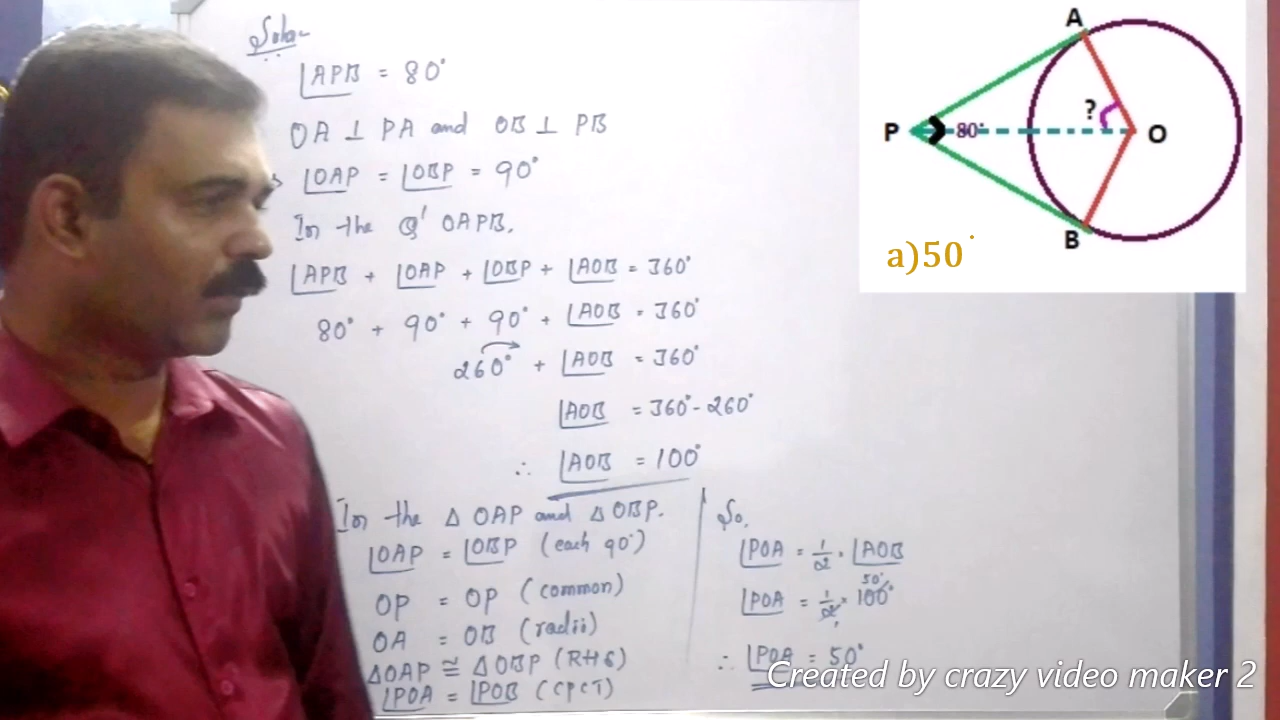 Soln:-
∠APB = 80°
OA ⊥ PA and OB ⊥ PB
⇒ ∠OAP = ∠OBP = 90°
In the Q' OAPB.
∠APB + ∠OAP + ∠OBP + ∠AOB = 360°
80° + 90° + 90° + ∠AOB = 360°
260° + ∠AOB = 360°
∠AOB = 360° - 260°
∴ ∠AOB = 100°
In the △ OAP and △ OBP.
∠OAP = ∠OBP (each 90°)
OP = OP (common)
OA = OB (radii)
△OAP ≅ △OBP (RHS)
∠POA = ∠POB (CPCT)
So,
∠POA = 1/2 · ∠AOB
50°
∠POA = 1/2 × 100°
∴ ∠POA = 50°
A
?
P 80° O
B
a)50°
Created by crazy video maker 2